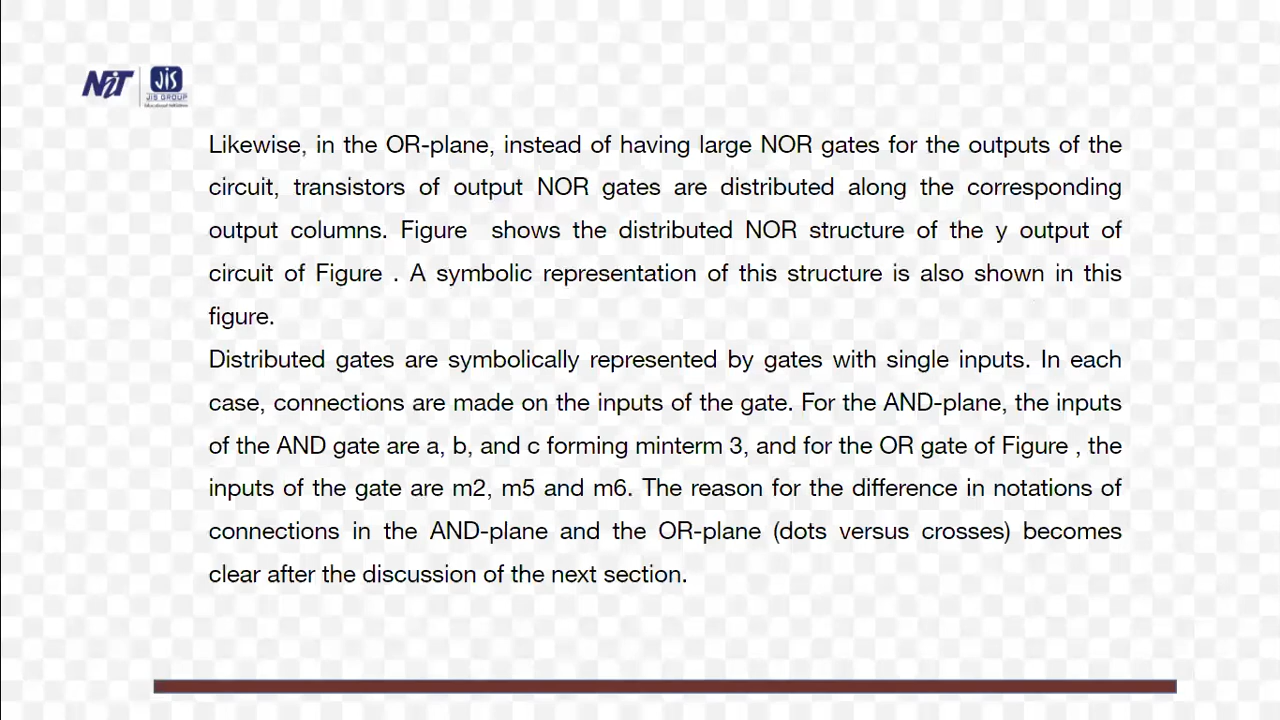 NiT
JIS
JIS GROUP
Educational Initiatives
Likewise, in the OR-plane, instead of having large NOR gates for the outputs of the
circuit, transistors of output NOR gates are distributed along the corresponding
output columns. Figure  shows the distributed NOR structure of the y output of
circuit of Figure . A symbolic representation of this structure is also shown in this
figure.
Distributed gates are symbolically represented by gates with single inputs. In each
case, connections are made on the inputs of the gate. For the AND-plane, the inputs
of the AND gate are a, b, and c forming minterm 3, and for the OR gate of Figure , the
inputs of the gate are m2, m5 and m6. The reason for the difference in notations of
connections in the AND-plane and the OR-plane (dots versus crosses) becomes
clear after the discussion of the next section.